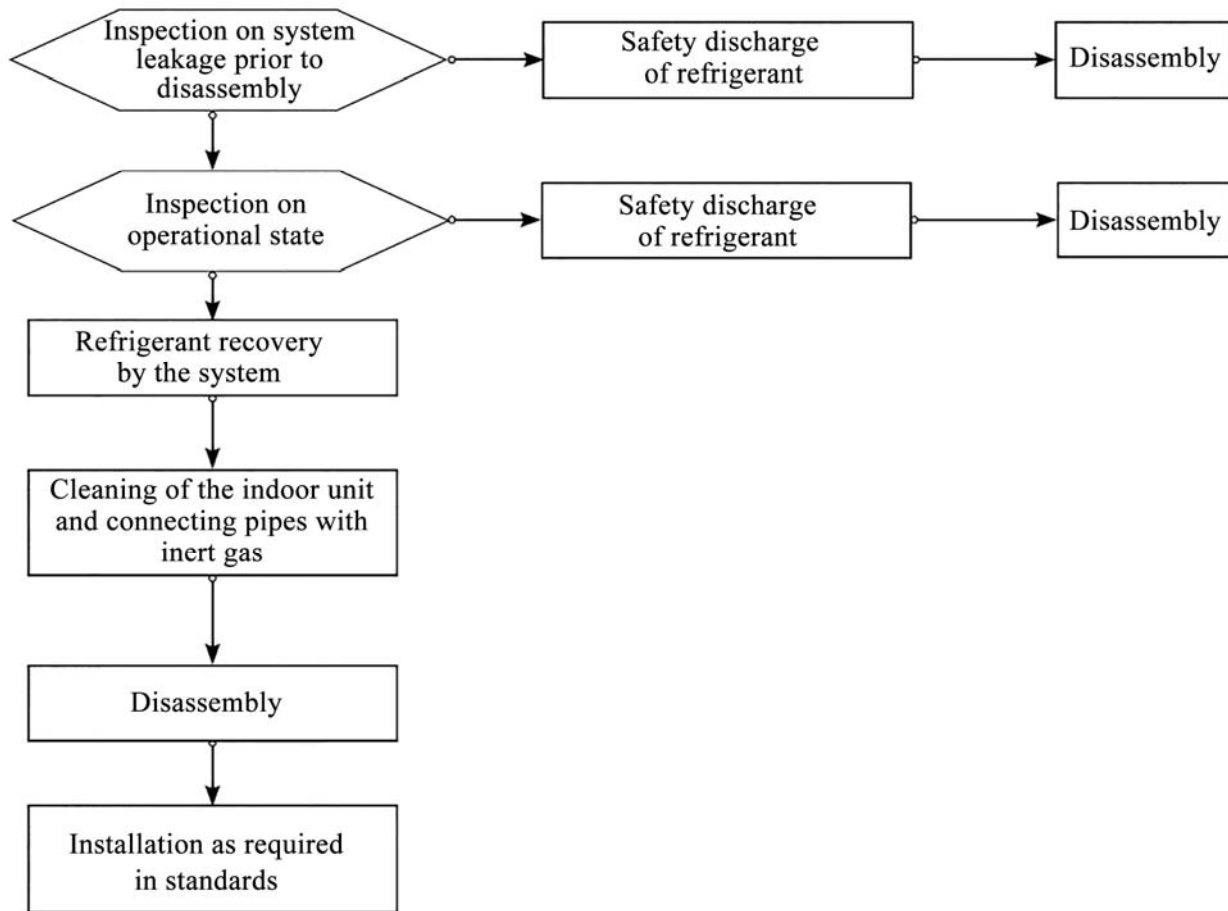 Inspection on system
leakage prior to
disassembly
Safety discharge
of refrigerant
Disassembly
Inspection on
operational state
Safety discharge
of refrigerant
Disassembly
Refrigerant recovery
by the system
Cleaning of the indoor unit
and connecting pipes with
inert gas
Disassembly
Installation as required
in standards